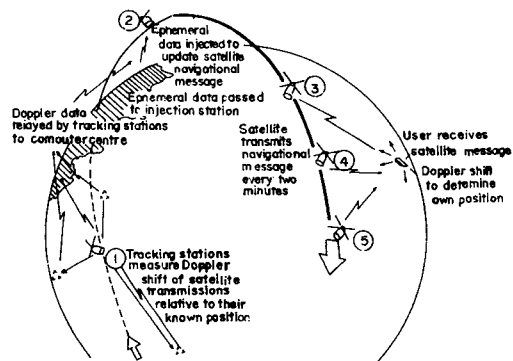 2
Ephemeral
data injected to
update satellite
navigational
message
3
Ephemeral data passed
to injection station
Doppler data
relayed by tracking stations
to comouter centre
Satellite
transmits
navigational
message
every two
minutes
4
User receives
satellite message
Doppler shift
to detemine
own position
5
1
Tracking stations
measure Doppler
shift of satellite
transmissions
relative to their
known position